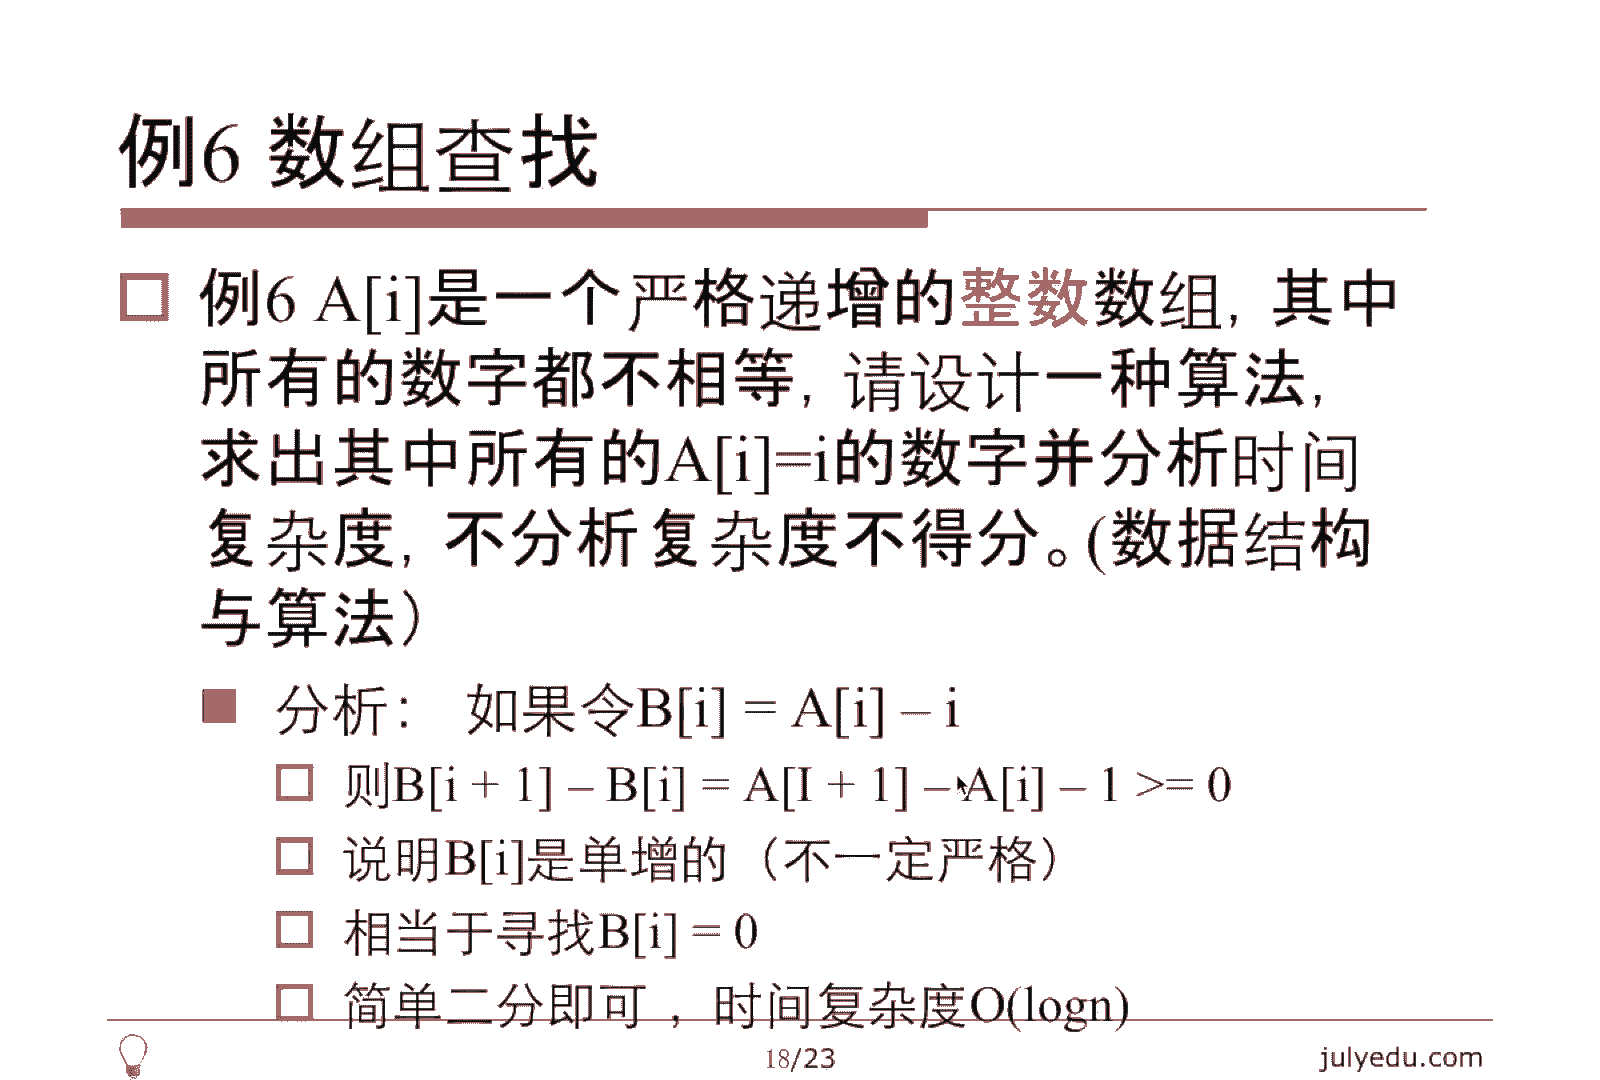 例6 数组查找
例6 A[i]是一个严格递增的整数数组，其中
所有的数字都不相等，请设计一种算法，
求出其中所有的A[i]=i的数字并分析时间
复杂度，不分析复杂度不得分。(数据结构
与算法）
分析： 如果令B[i] = A[i] – i
则B[i + 1] – B[i] = A[I + 1] – A[i] – 1 >= 0
说明B[i]是单增的（不一定严格）
相当于寻找B[i] = 0
简单二分即可 ，时间复杂度O(logn)
18/23
julyedu.com